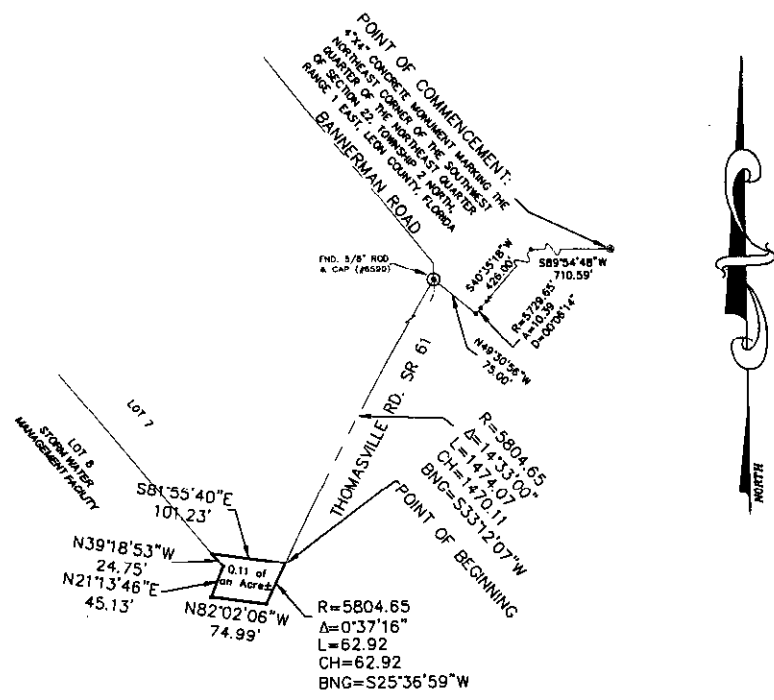 POINT OF COMMENCEMENT:
4"X4" CONCRETE MONUMENT MARKING THE
NORTHEAST CORNER OF THE SOUTHWEST
QUARTER OF THE NORTHEAST QUARTER
OF SECTION 22, TOWNSHIP 2 NORTH,
RANGE 1 EAST, LEON COUNTY, FLORIDA
BANNERMAN ROAD
FND. 5/8" ROD
& CAP (#6590)
S40°35'18"W
426.00'
S89°54'48"W
710.59'
R=5729.65'
A=10.39
D=00°06'14"
N49°30'56"W
75.00'
THOMASVILLE RD. SR 61
R=5804.65
Δ=14°33'00"
L=1474.07
CH=1470.11
BNG=S33°12'07"W
POINT OF BEGINNING
LOT 7
LOT 8
STORM WATER
MANAGEMENT FACILITY
S81°55'40"E
101.23'
N39°18'53"W
24.75'
N21°13'46"E
45.13'
0.11 of
an Acre±
N82°02'06"W
74.99'
R=5804.65
Δ=0°37'16"
L=62.92
CH=62.92
BNG=S25°36'59"W
NORTH